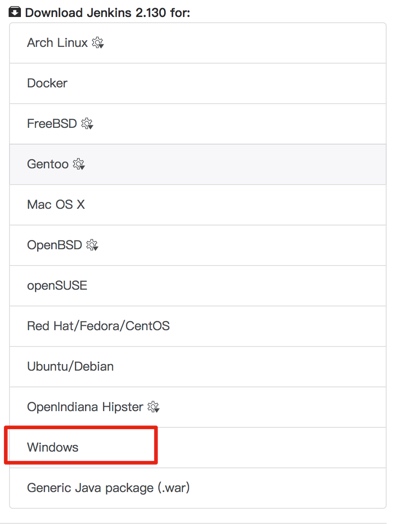 Download Jenkins 2.130 for:
Arch Linux
Docker
FreeBSD
Gentoo
Mac OS X
OpenBSD
openSUSE
Red Hat/Fedora/CentOS
Ubuntu/Debian
OpenIndiana Hipster
Windows
Generic Java package (.war)